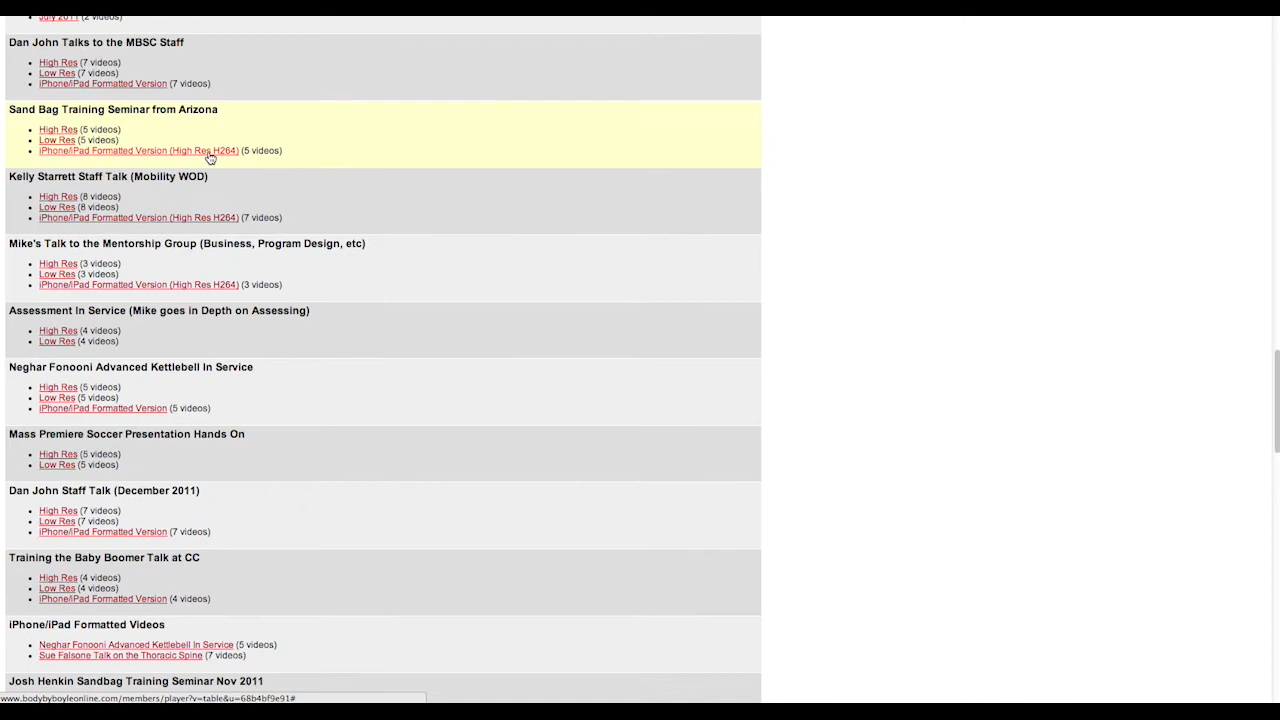 July 2011 (2 videos)
Dan John Talks to the MBSC Staff
High Res (7 videos)
Low Res (7 videos)
iPhone/iPad Formatted Version (7 videos)
Sand Bag Training Seminar from Arizona
High Res (5 videos)
Low Res (5 videos)
iPhone/iPad Formatted Version (High Res H264) (5 videos)
Kelly Starrett Staff Talk (Mobility WOD)
High Res (8 videos)
Low Res (8 videos)
iPhone/iPad Formatted Version (High Res H264) (7 videos)
Mike's Talk to the Mentorship Group (Business, Program Design, etc)
High Res (3 videos)
Low Res (3 videos)
iPhone/iPad Formatted Version (High Res H264) (3 videos)
Assessment In Service (Mike goes in Depth on Assessing)
High Res (4 videos)
Low Res (4 videos)
Neghar Fonooni Advanced Kettlebell In Service
High Res (5 videos)
Low Res (5 videos)
iPhone/iPad Formatted Version (5 videos)
Mass Premiere Soccer Presentation Hands On
High Res (5 videos)
Low Res (5 videos)
Dan John Staff Talk (December 2011)
High Res (7 videos)
Low Res (7 videos)
iPhone/iPad Formatted Version (7 videos)
Training the Baby Boomer Talk at CC
High Res (4 videos)
Low Res (4 videos)
iPhone/iPad Formatted Version (4 videos)
iPhone/iPad Formatted Videos
Neghar Fonooni Advanced Kettlebell In Service (5 videos)
Sue Falsone Talk on the Thoracic Spine (7 videos)
Josh Henkin Sandbag Training Seminar Nov 2011
www.bodybyboyleonline.com/members/player?v=table&u=68b4bf9e91#